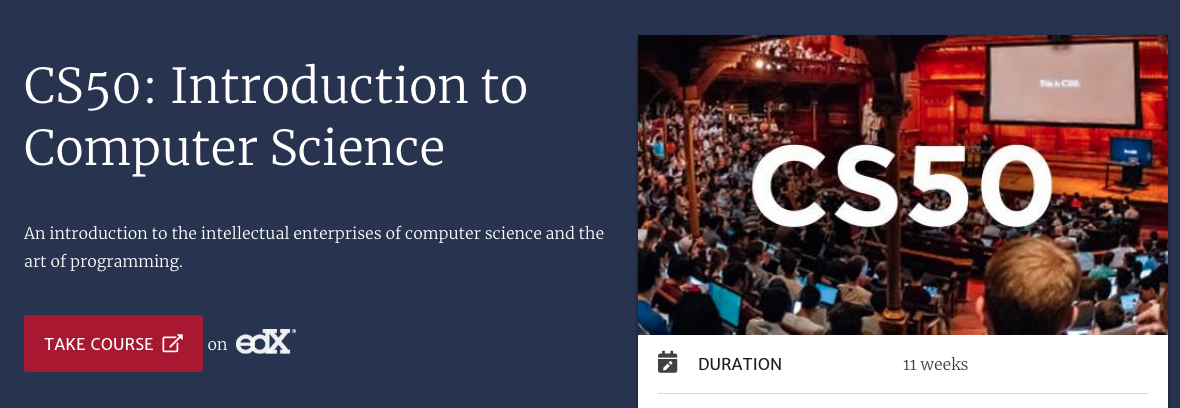 CS50: Introduction to
Computer Science
An introduction to the intellectual enterprises of computer science and the
art of programming.
TAKE COURSE on edX
This is CS50.
CS50
DURATION 11 weeks